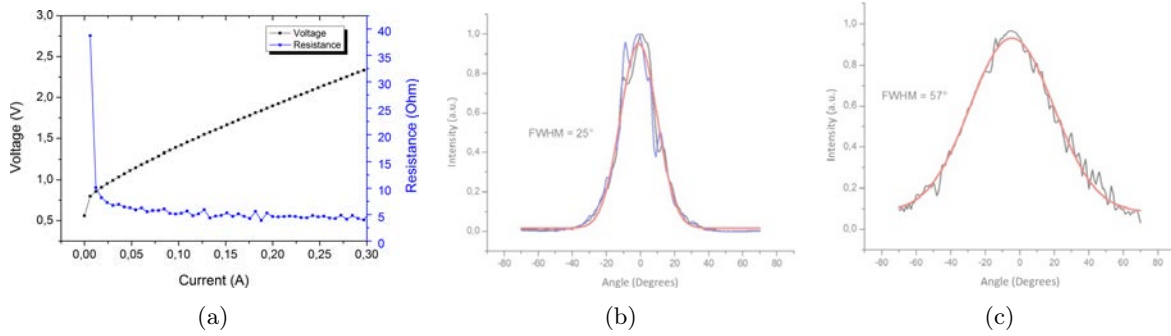 3,0
2,5
2,0
1,5
1,0
0,5
Voltage (V)
Voltage
Resistance
40
35
30
25
20
15
10
5
0
Resistance (Ohm)
0,00 0,05 0,10 0,15 0,20 0,25 0,30
Current (A)
(a)
1,0
0,8
0,6
0,4
0,2
0,0
Intensity (a.u.)
FWHM = 25°
-80 -60 -40 -20 0 20 40 60 80
Angle (Degrees)
(b)
1,0
0,8
0,6
0,4
0,2
0,0
Intensity (a.u.)
FWHM = 57°
-80 -60 -40 -20 0 20 40 60 80
Angle (Degrees)
(c)